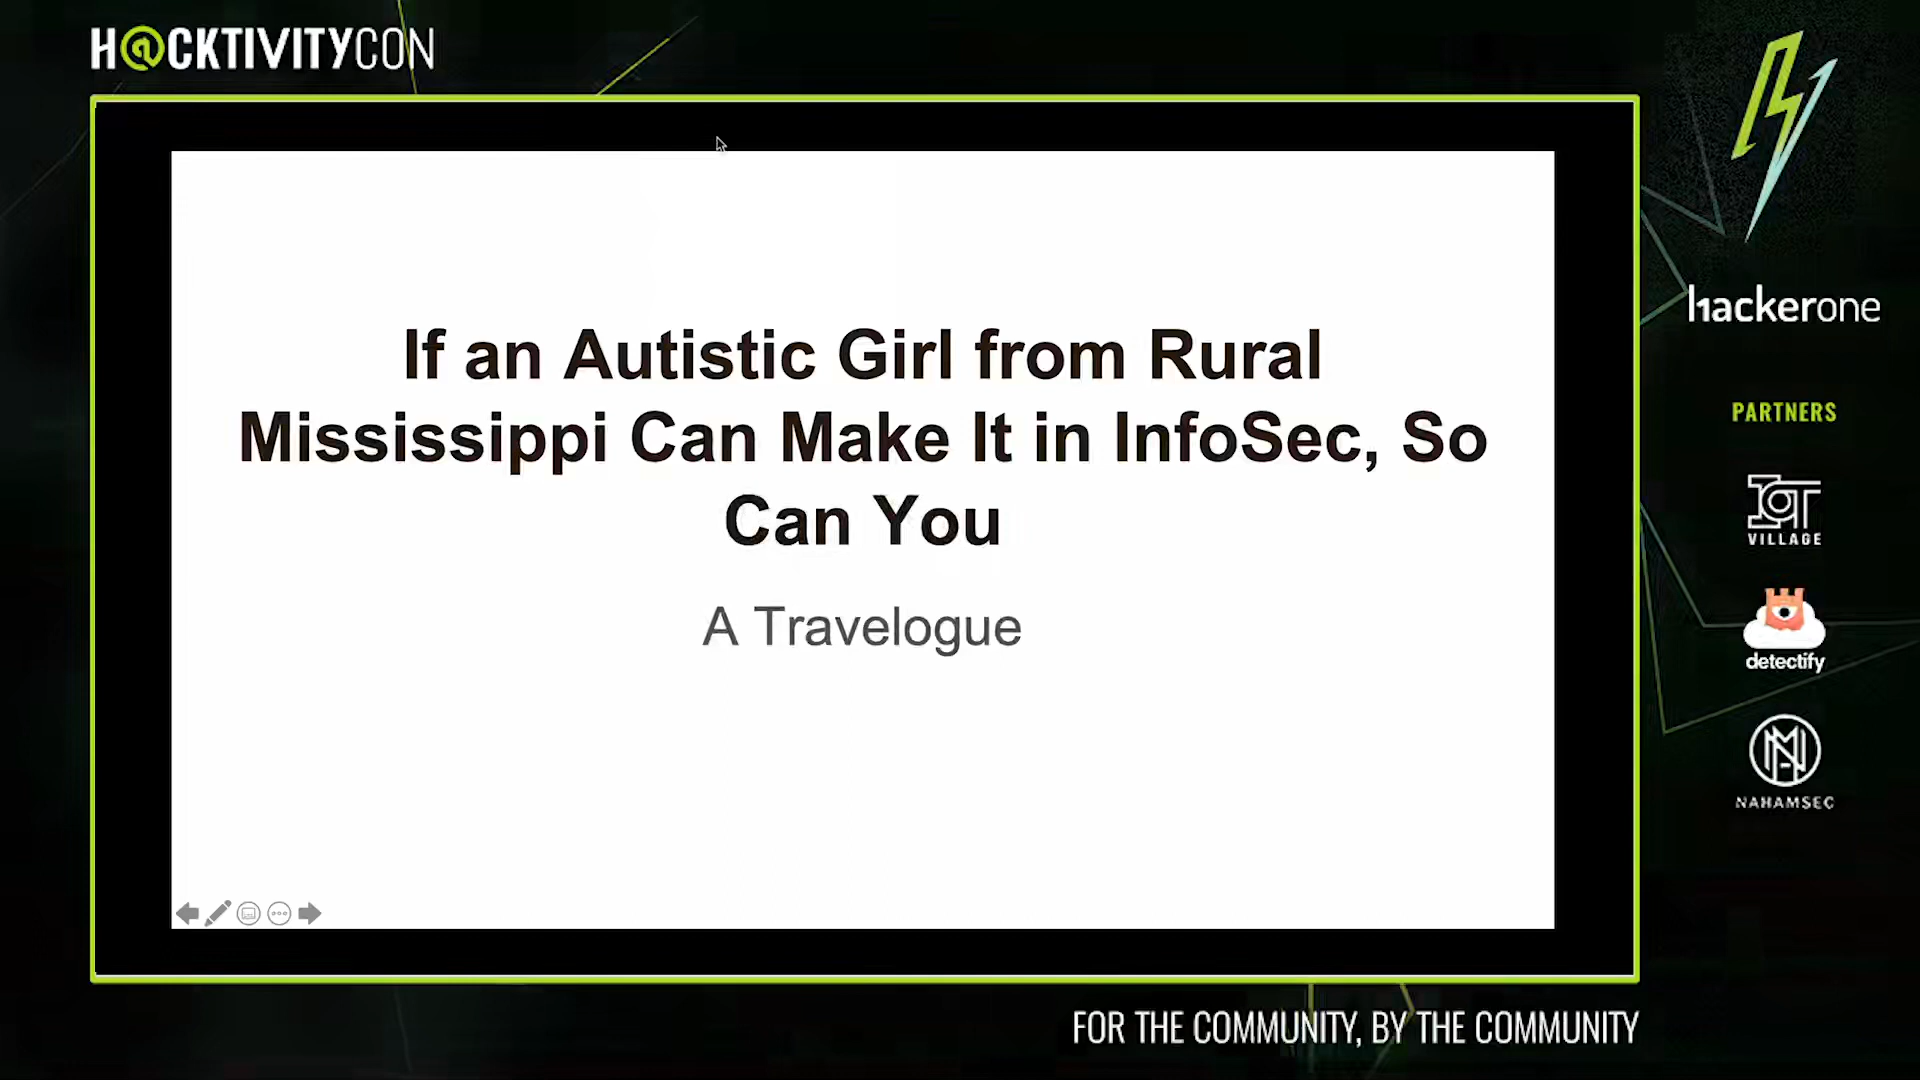 H@CKTIVITYCON
If an Autistic Girl from Rural
Mississippi Can Make It in InfoSec, So
Can You
A Travelogue
hackerone
PARTNERS
IOT
VILLAGE
detectify
NAHAMSEC
FOR THE COMMUNITY, BY THE COMMUNITY